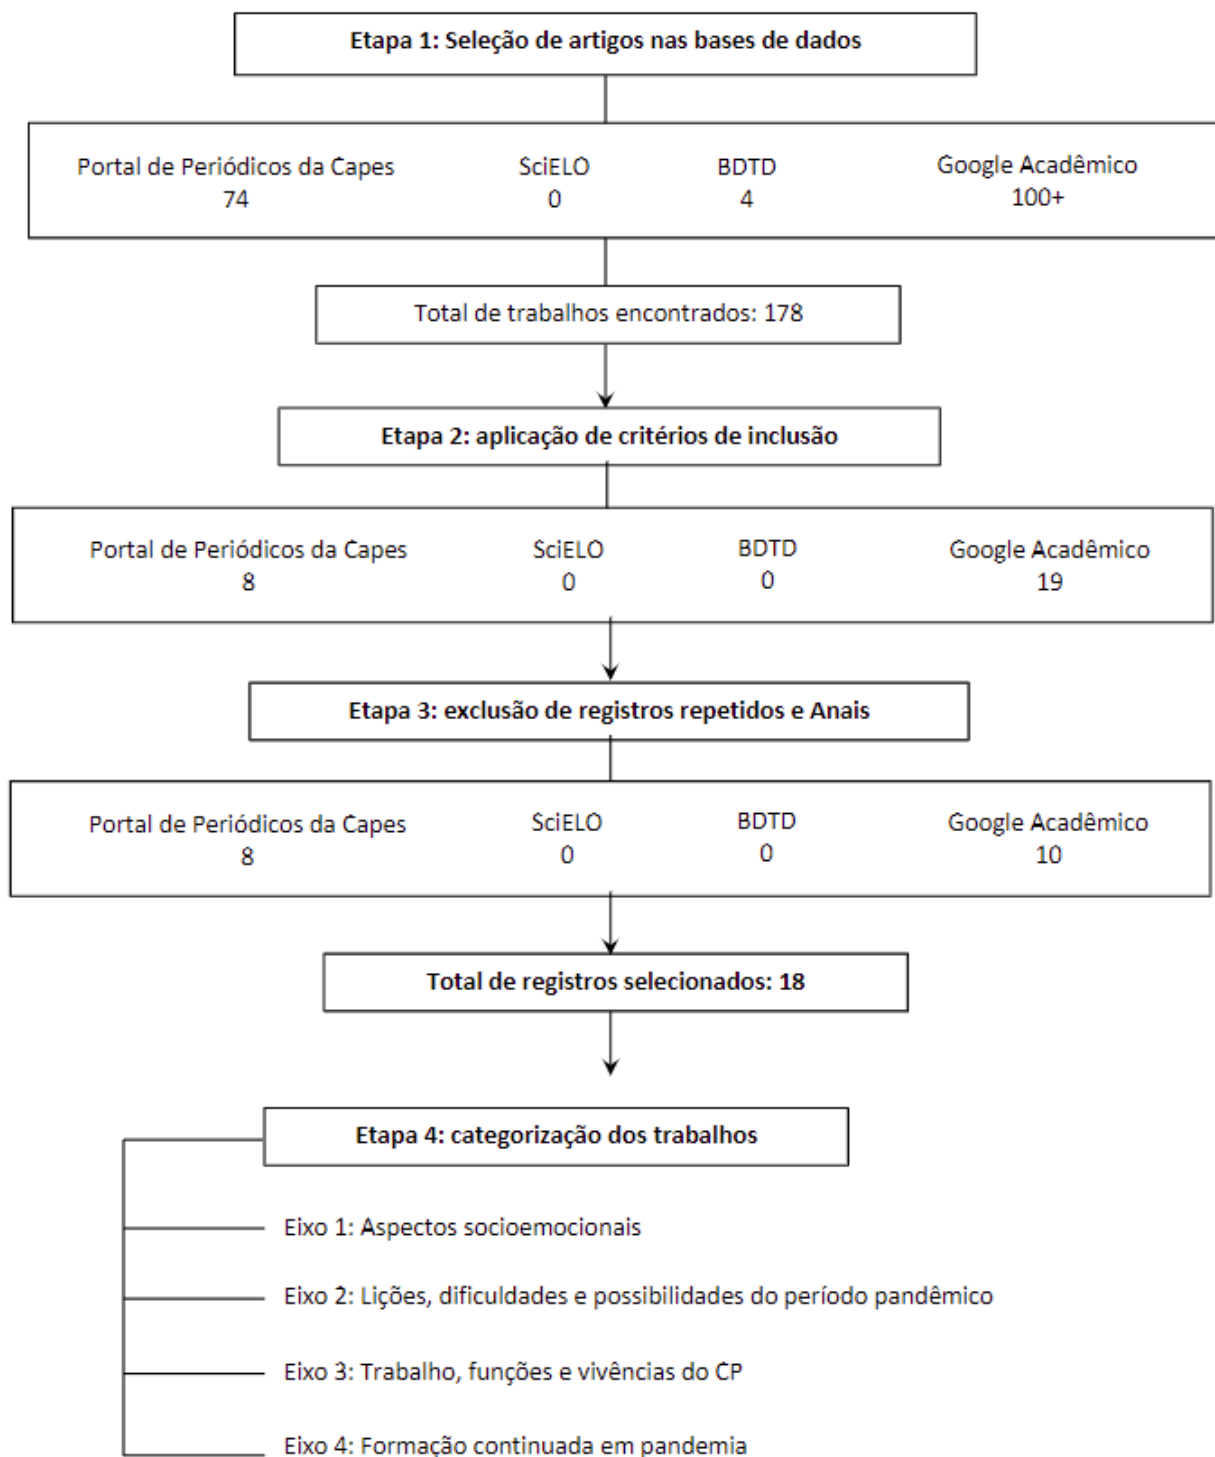 Etapa 1: Seleção de artigos nas bases de dados
Portal de Periódicos da Capes SciELO BDTD Google Acadêmico
74 0 4 100+
Total de trabalhos encontrados: 178
Etapa 2: aplicação de critérios de inclusão
Portal de Periódicos da Capes SciELO BDTD Google Acadêmico
8 0 0 19
Etapa 3: exclusão de registros repetidos e Anais
Portal de Periódicos da Capes SciELO BDTD Google Acadêmico
8 0 0 10
Total de registros selecionados: 18
Etapa 4: categorização dos trabalhos
Eixo 1: Aspectos socioemocionais
Eixo 2: Lições, dificuldades e possibilidades do período pandêmico
Eixo 3: Trabalho, funções e vivências do CP
Eixo 4: Formação continuada em pandemia